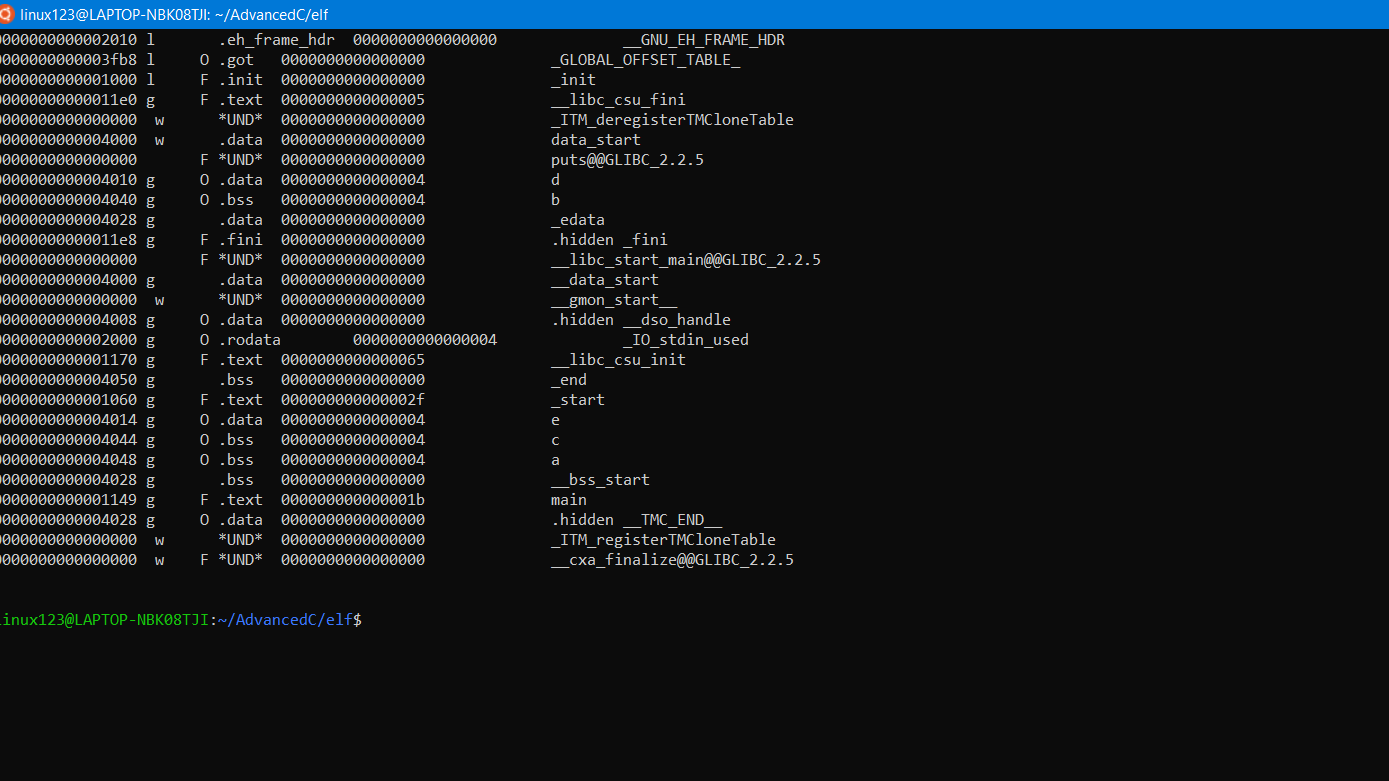 linux123@LAPTOP-NBK08TJI: ~/AdvancedC/elf
0000000000002010 l       .eh_frame_hdr  0000000000000000              __GNU_EH_FRAME_HDR
0000000000003fb8 l     O .got   0000000000000000              _GLOBAL_OFFSET_TABLE_
0000000000001000 l     F .init  0000000000000000              _init
00000000000011e0 g     F .text  0000000000000005              __libc_csu_fini
0000000000000000  w      *UND*  0000000000000000              _ITM_deregisterTMCloneTable
0000000000004000  w      .data  0000000000000000              data_start
0000000000000000       F *UND*  0000000000000000              puts@@GLIBC_2.2.5
0000000000004010 g     O .data  0000000000000004              d
0000000000004040 g     O .bss   0000000000000004              b
0000000000004028 g       .data  0000000000000000              _edata
00000000000011e8 g     F .fini  0000000000000000              .hidden _fini
0000000000000000       F *UND*  0000000000000000              __libc_start_main@@GLIBC_2.2.5
0000000000004000 g       .data  0000000000000000              __data_start
0000000000000000  w      *UND*  0000000000000000              __gmon_start__
0000000000004008 g     O .data  0000000000000000              .hidden __dso_handle
0000000000002000 g     O .rodata        0000000000000004              _IO_stdin_used
0000000000001170 g     F .text  0000000000000065              __libc_csu_init
0000000000004050 g       .bss   0000000000000000              _end
0000000000001060 g     F .text  000000000000002f              _start
0000000000004014 g     O .data  0000000000000004              e
0000000000004044 g     O .bss   0000000000000004              c
0000000000004048 g     O .bss   0000000000000004              a
0000000000004028 g       .bss   0000000000000000              __bss_start
0000000000001149 g     F .text  000000000000001b              main
0000000000004028 g     O .data  0000000000000000              .hidden __TMC_END__
0000000000000000  w      *UND*  0000000000000000              _ITM_registerTMCloneTable
0000000000000000  w    F *UND*  0000000000000000              __cxa_finalize@@GLIBC_2.2.5
linux123@LAPTOP-NBK08TJI:~/AdvancedC/elf$